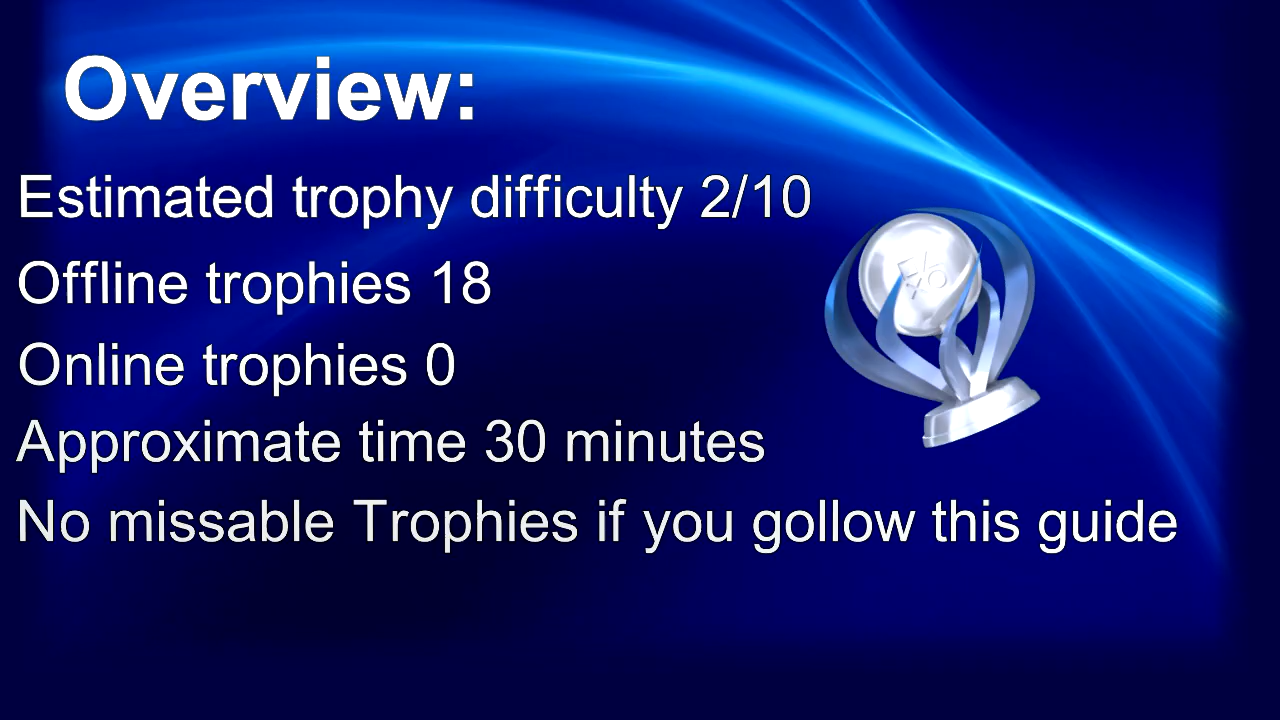 Overview:
Estimated trophy difficulty 2/10
Offline trophies 18
Online trophies 0
Approximate time 30 minutes
No missable Trophies if you gollow this guide